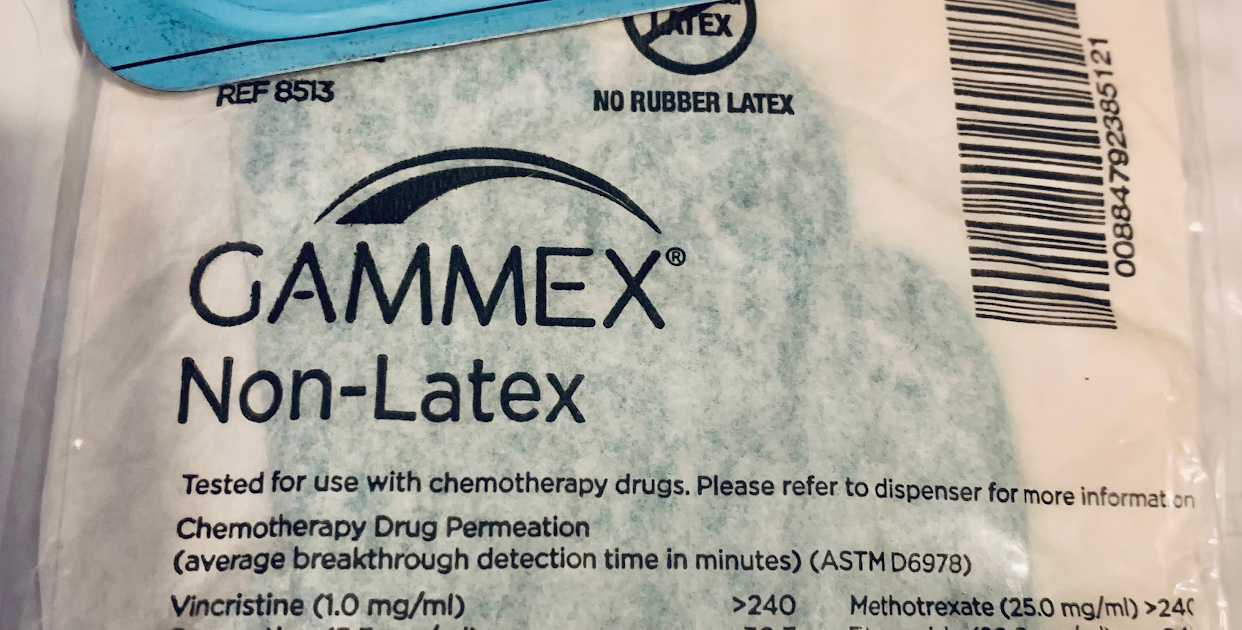 LATEX
REF 8513
NO RUBBER LATEX
00884792385121
GAMMEX®
Non-Latex
Tested for use with chemotherapy drugs. Please refer to dispenser for more informat on
Chemotherapy Drug Permeation
(average breakthrough detection time in minutes) (ASTM D6978)
Vincristine (1.0 mg/ml) >240 Methotrexate (25.0 mg/ml) >240